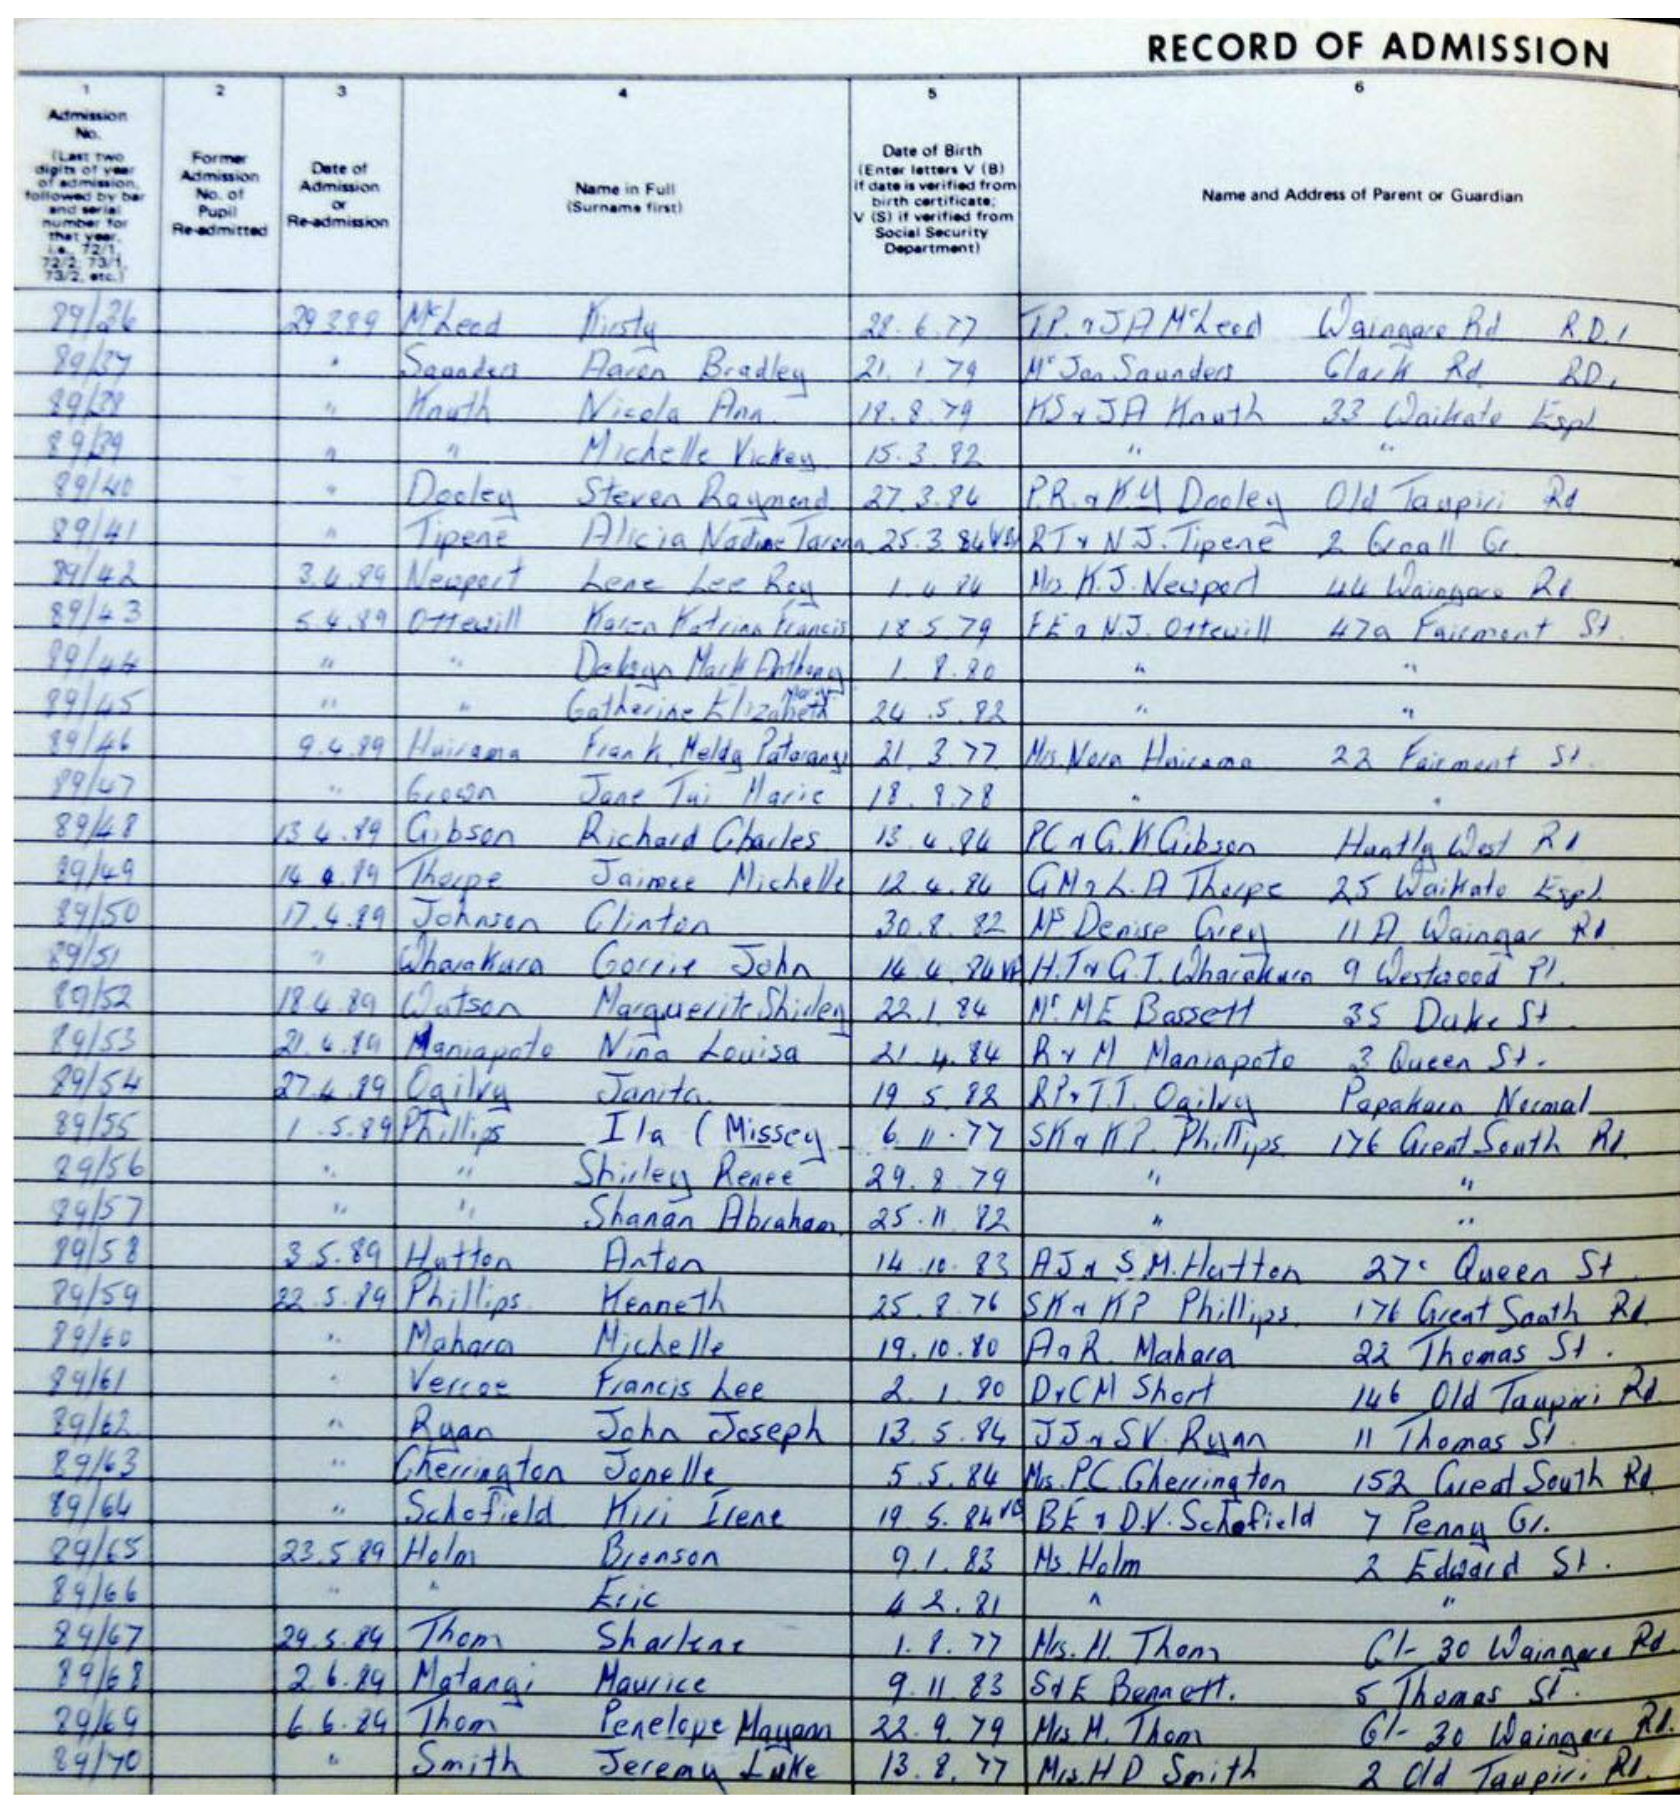 RECORD OF ADMISSION
1 2 3 4 5 6
Admission No. (Last two digits of year of admission, followed by bar and serial number for that year, i.e., 72/1, 72/2, 73/1, 73/2, etc.)
Former Admission No. of Pupil Re-admitted
Date of Admission or Re-admission
Name in Full (Surname first)
Date of Birth (Enter letters V (B) if date is verified from birth certificate; V (S) if verified from Social Security Department)
Name and Address of Parent or Guardian
89/36 29.3.89 McLeod Kirsty 28.6.77 T.P. & J A McLeod Waingaro Rd R.D.1
89/37 " Saunders Aaron Bradley 21.1.79 Mr Jon Saunders Clark Rd RD1
89/38 " Knuth Nicola Ann 18.8.79 KS & JA Knuth 33 Waikato Espl
89/39 " " Michelle Vickey 15.3.82 " "
89/40 " Dooley Steven Raymond 27.3.84 P.R. & K.Y Dooley Old Taupiri Rd
89/41 " Tipene Alicia Nadine 25.3.84 VB RT & N J. Tipene 2 Croall Cr.
89/42 3.4.89 Newport Lene Lee Roy 1.4.84 Mrs K.J. Newport 44 Waingaro Rd
89/43 5.4.89 Ottewill Karen Katrina Francis 18.5.79 FE & N.J. Ottewill 47a Fairmont St
89/44 " " Mark Anthony 1.8.80 " "
89/45 " " Catherine Elizabeth 24.5.82 " "
89/46 9.4.89 Hairama Frank 21.3.77 Mrs. Nora Hairama 22 Fairmont St
89/47 " Crown Jane Tui Marie 18.8.78 " "
89/48 13.4.89 Gibson Richard Charles 13.4.84 PC & G.K Gibson Huntly West Rd
89/49 14.4.89 Thorpe Jaimee Michelle 12.4.84 GM & L.A Thorpe 25 Waikato Espl
89/50 17.4.89 Johnson Clinton 30.8.82 Ms Denise Grey 11 A Waingar Rd
89/51 " Wharakura Gorrie John 14.4.84 VB H.T & G.T. Wharakura 9 Westwood Pl.
89/52 18.4.89 Watson Marguerite Shirley 22.1.84 Mr. ME Bassett 35 Duke St
89/53 21.4.89 Maniapoto Nina Louisa 21.4.84 R & M Maniapoto 3 Queen St.
89/54 27.4.89 Ogilvy Janita 19.5.82 RP & T.T. Ogilvy Papakura Normal
89/55 1.5.89 Phillips Ila (Missey 6.11.77 SK & K.P. Phillips 176 Great South Rd.
89/56 " " Shirley Renee 29.8.79 " "
89/57 " " Shanan Abraham 25.11.82 " "
89/58 3.5.89 Hutton Anton 14.10.83 AJ & S.M. Hutton 27c Queen St
89/59 22.5.89 Phillips Kenneth 25.8.76 SK & KP Phillips 176 Great South Rd.
89/60 " Mahara Michelle 19.10.80 A & R. Mahara 22 Thomas St.
89/61 " Vercoe Francis Lee 2.1.80 D & CM Short 146 Old Taupiri Rd
89/62 " Ryan John Joseph 13.5.84 JJ & SV. Ryan 11 Thomas St
89/63 " Cherrington Jonelle 5.5.84 Mrs. P.C. Cherrington 152 Great South Rd
89/64 " Schofield Kiri Irene 19.5.84 VB BE & D.V. Schofield 7 Penny Cr.
89/65 23.5.89 Holm Bronson 9.1.83 Ms. Holm 2 Edward St.
89/66 " " Eric 4.2.81 " "
89/67 29.5.89 Thom Sharlene 1.8.77 Mrs. M. Thom C/- 30 Waingaro Rd
89/68 2.6.89 Matangi Maurice 9.11.83 S & E Bennett. 5 Thomas St.
89/69 6.6.89 Thom Penelope Mayann 22.9.79 Mrs M. Thom C/- 30 Waingaro Rd.
89/70 " Smith Jeremy Luke 13.8.77 Mrs H D Smith 2 Old Taupiri Rd.